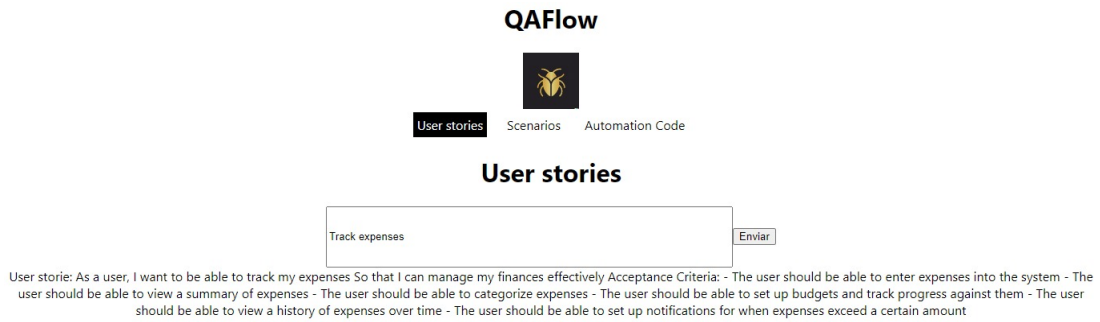 QAFlow
User stories Scenarios Automation Code
User stories
Track expenses Enviar
User storie: As a user, I want to be able to track my expenses So that I can manage my finances effectively Acceptance Criteria: - The user should be able to enter expenses into the system - The
user should be able to view a summary of expenses - The user should be able to categorize expenses - The user should be able to set up budgets and track progress against them - The user
should be able to view a history of expenses over time - The user should be able to set up notifications for when expenses exceed a certain amount